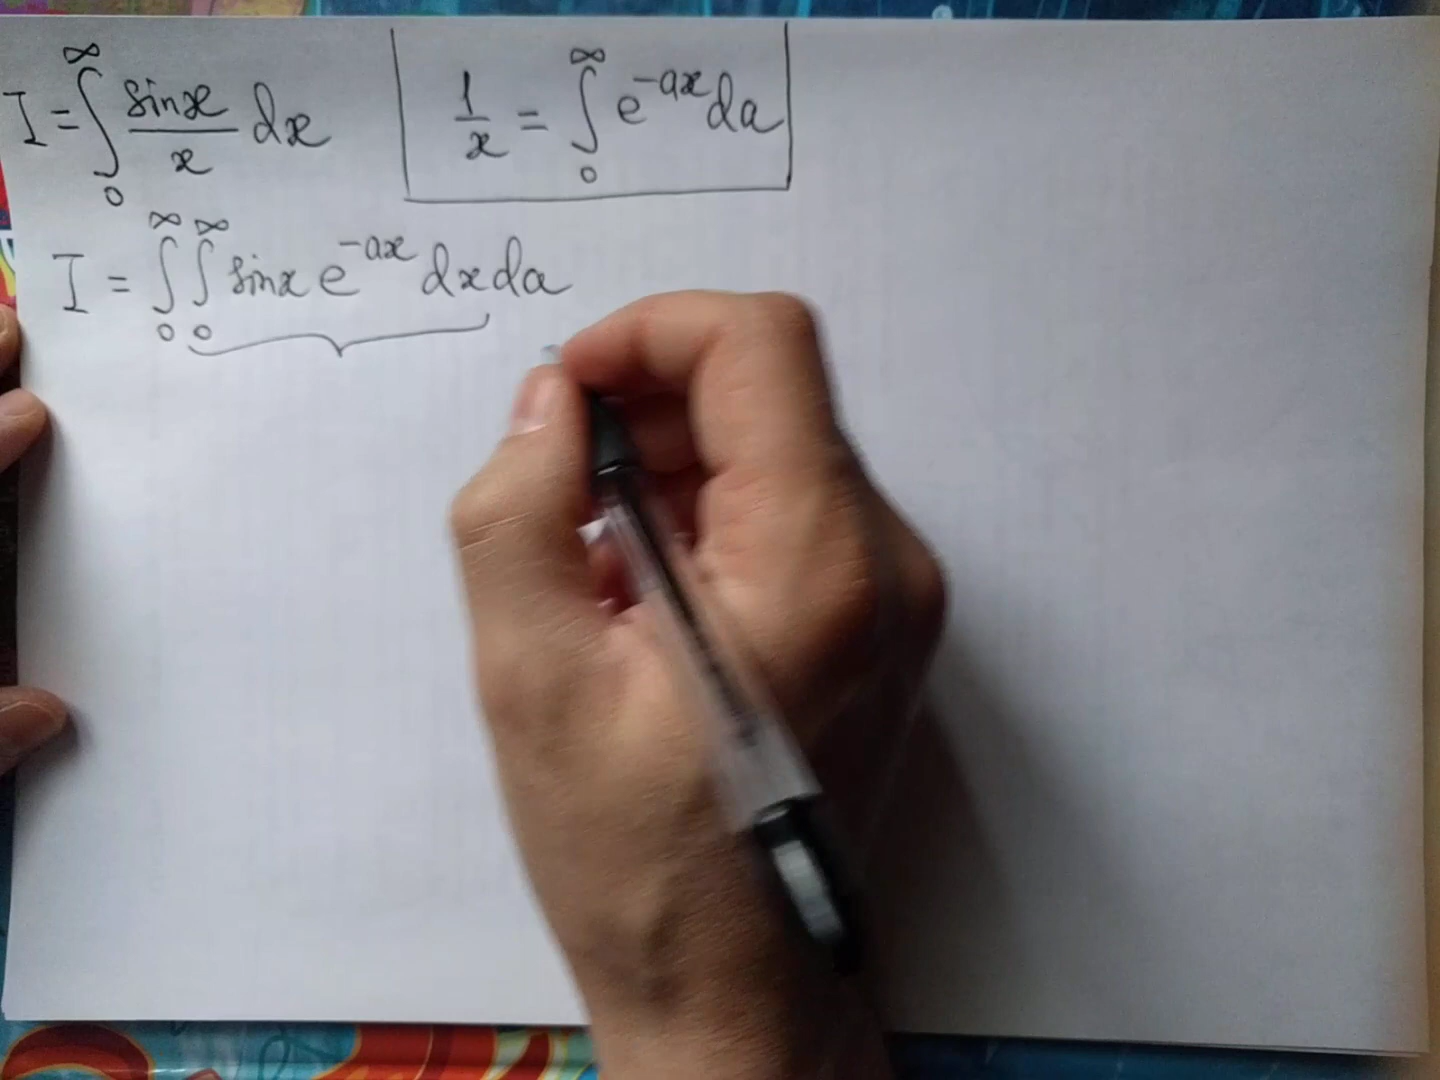 I = ∫₀^∞ sinx/x dx   1/x = ∫₀^∞ e^{-ax} da
I = ∫₀^∞ ∫₀^∞ sinx e^{-ax} dx da